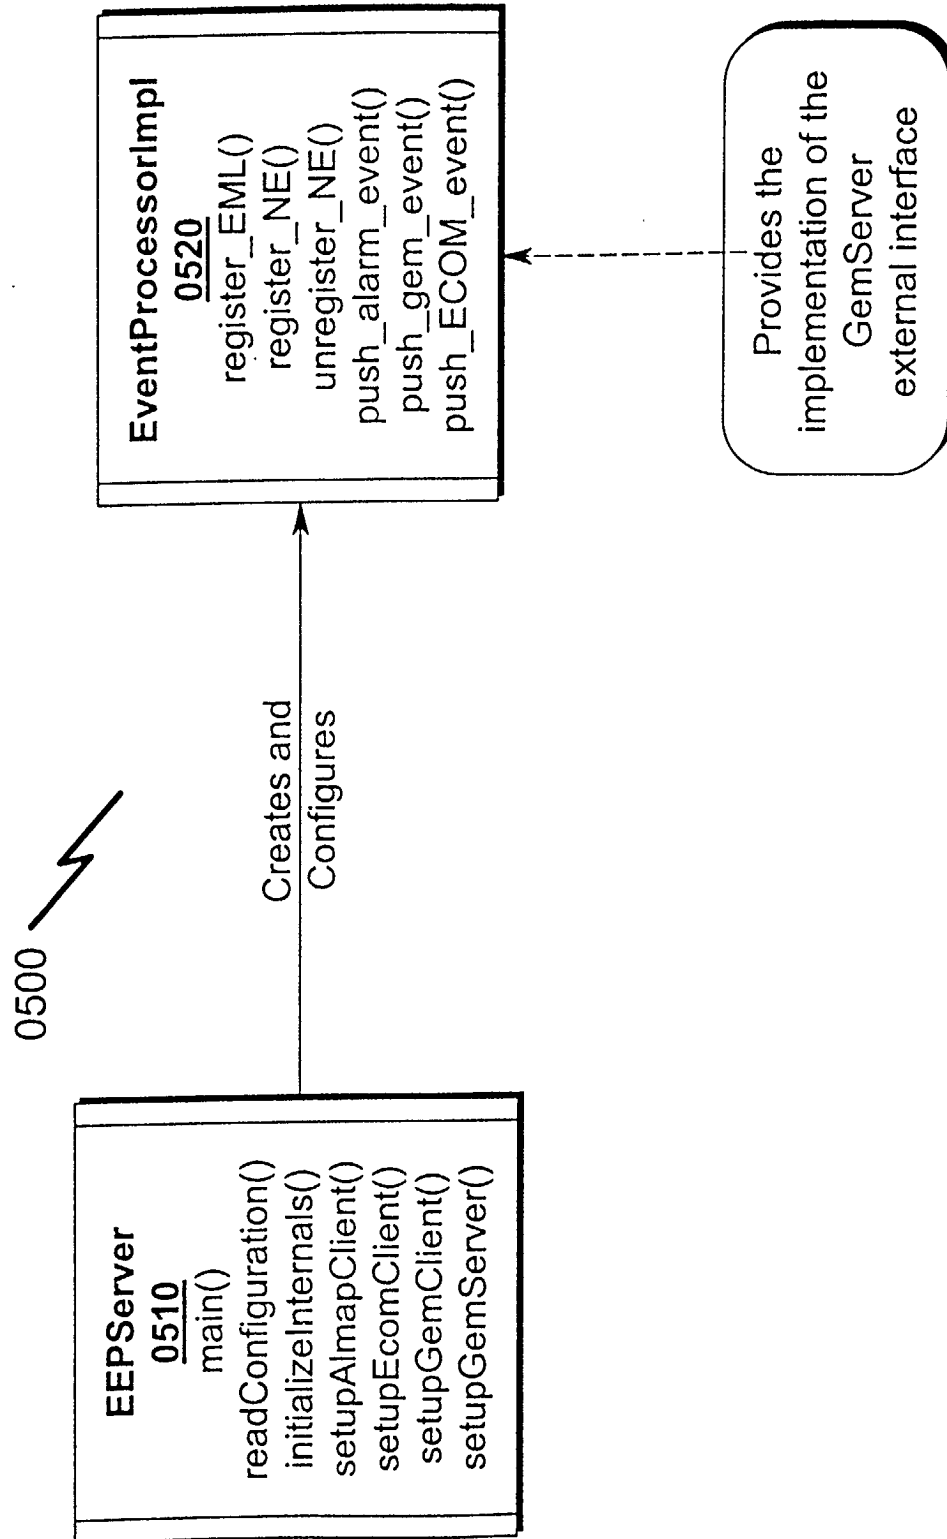 0500
EEPServer
0510
main()
readConfiguration()
initializeInternals()
setupAlmapClient()
setupEcomClient()
setupGemClient()
setupGemServer()
Creates and
Configures
EventProcessorImpl
0520
register_EML()
register_NE()
unregister_NE()
push_alarm_event()
push_gem_event()
push_ECOM_event()
Provides the
implementation of the
GemServer
external interface